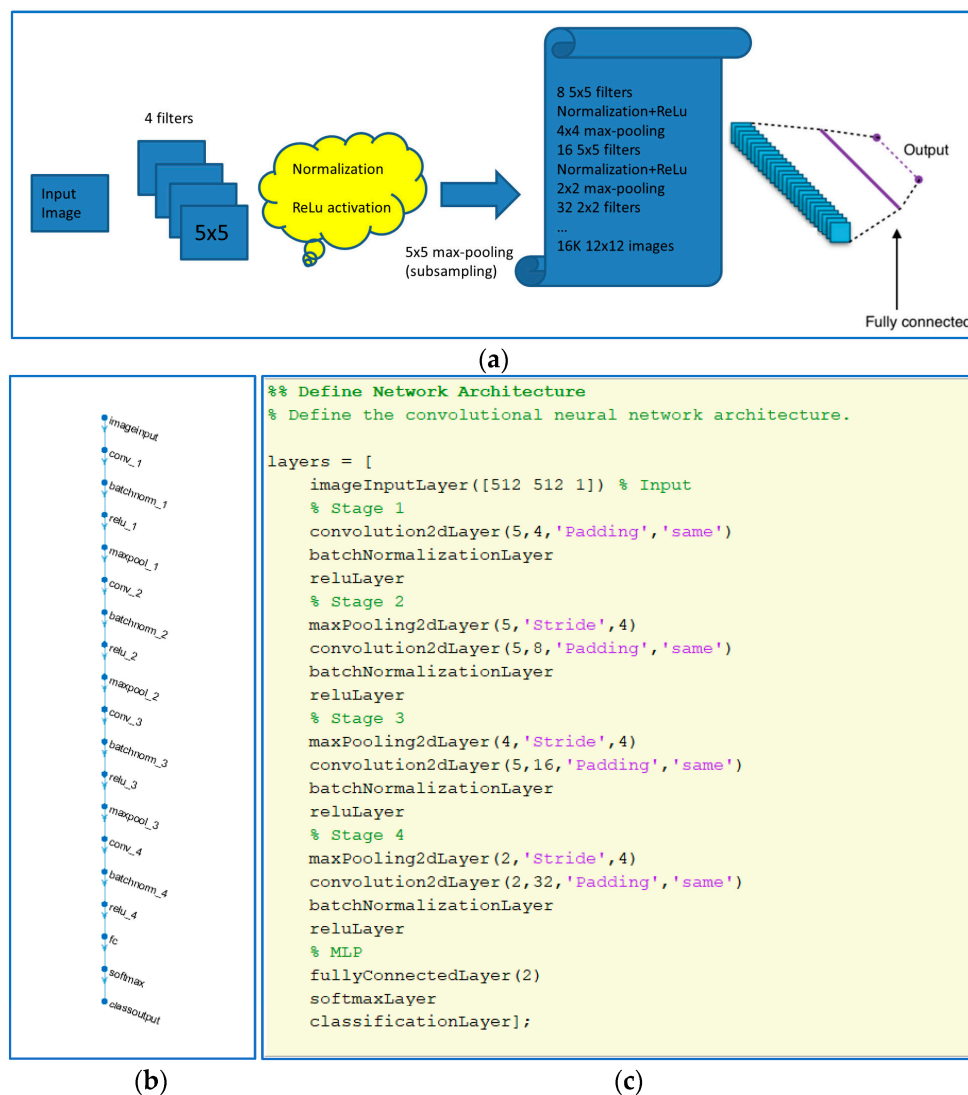 Input
Image
4 filters
5x5
Normalization
ReLu activation
5x5 max-pooling
(subsampling)
8 5x5 filters
Normalization+ReLu
4x4 max-pooling
16 5x5 filters
Normalization+ReLu
2x2 max-pooling
32 2x2 filters
...
16K 12x12 images
Output
Fully connected
(a)
imageinput
conv_1
batchnorm_1
relu_1
maxpool_1
conv_2
batchnorm_2
relu_2
maxpool_2
conv_3
batchnorm_3
relu_3
maxpool_3
conv_4
batchnorm_4
relu_4
fc
softmax
classoutput
(b)
%% Define Network Architecture
% Define the convolutional neural network architecture.
layers = [
imageInputLayer([512 512 1]) % Input
% Stage 1
convolution2dLayer(5,4,'Padding','same')
batchNormalizationLayer
reluLayer
% Stage 2
maxPooling2dLayer(5,'Stride',4)
convolution2dLayer(5,8,'Padding','same')
batchNormalizationLayer
reluLayer
% Stage 3
maxPooling2dLayer(4,'Stride',4)
convolution2dLayer(5,16,'Padding','same')
batchNormalizationLayer
reluLayer
% Stage 4
maxPooling2dLayer(2,'Stride',4)
convolution2dLayer(2,32,'Padding','same')
batchNormalizationLayer
reluLayer
% MLP
fullyConnectedLayer(2)
softmaxLayer
classificationLayer];
(c)